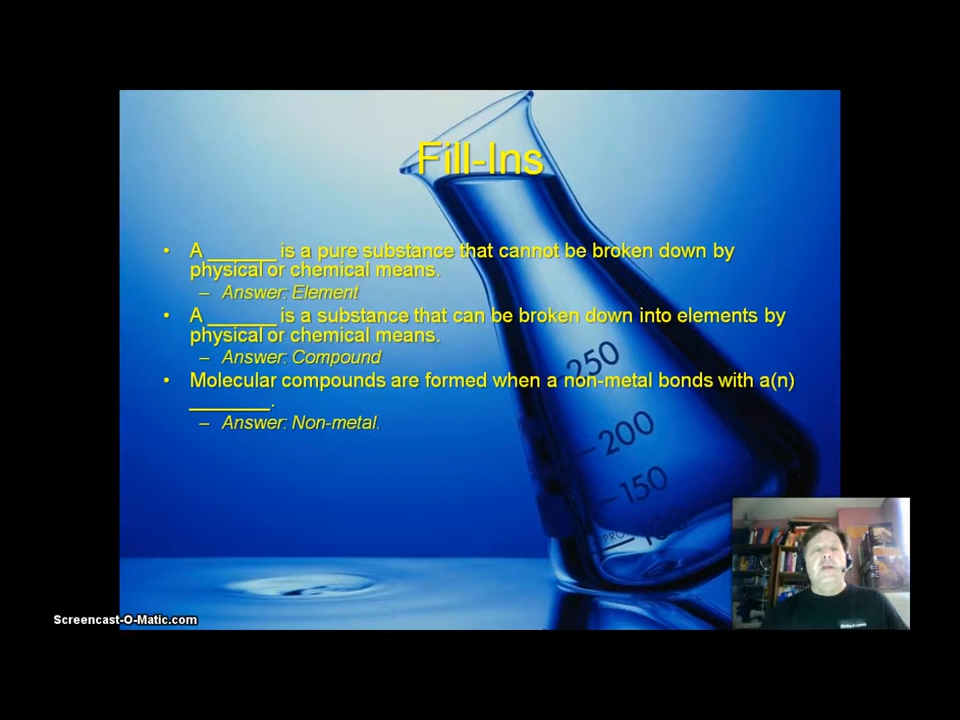 Fill-Ins
• A ______ is a pure substance that cannot be broken down by
physical or chemical means.
– Answer: Element
• A ______ is a substance that can be broken down into elements by
physical or chemical means.
– Answer: Compound
• Molecular compounds are formed when a non-metal bonds with a(n)
_______.
– Answer: Non-metal.
250
200
150
Screencast-O-Matic.com